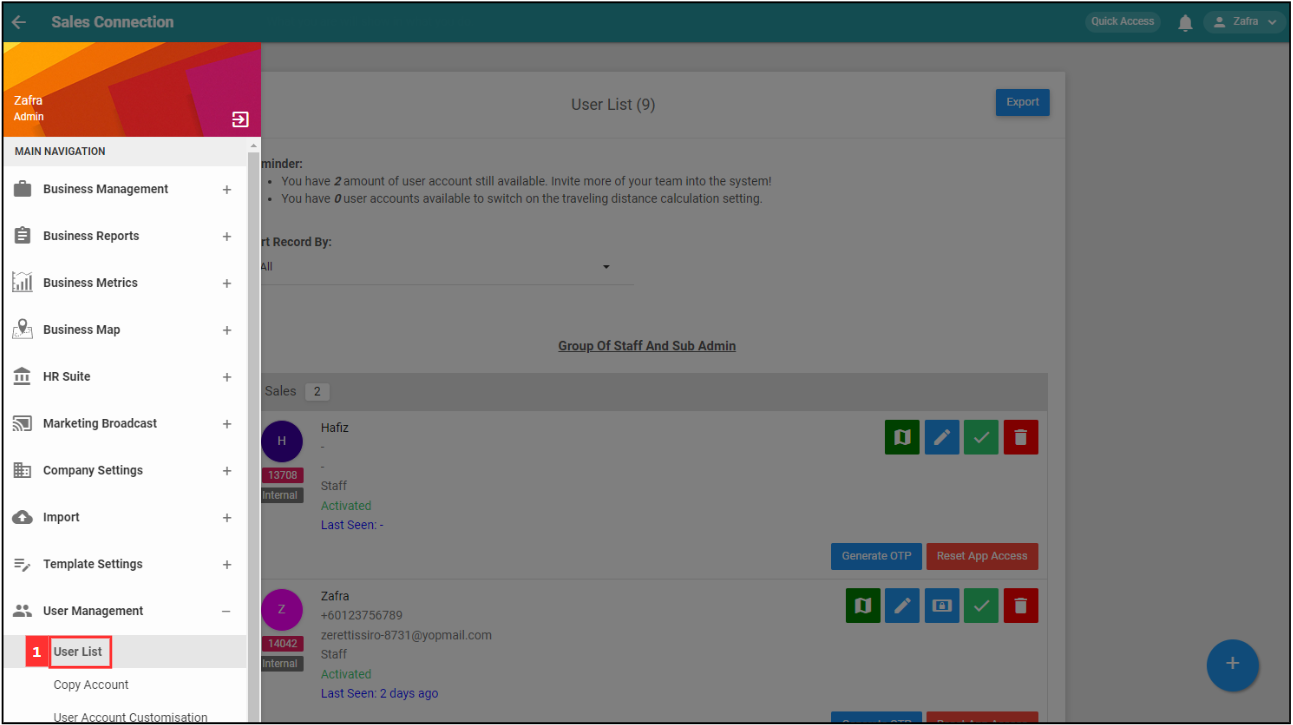 Sales Connection
Quick Access
Zafra
Zafra
Admin
MAIN NAVIGATION
Business Management
Business Reports
Business Metrics
Business Map
HR Suite
Marketing Broadcast
Company Settings
Import
Template Settings
User Management
1 User List
Copy Account
User Account Customisation
User List (9)
Export
minder:
• You have 2 amount of user account still available. Invite more of your team into the system!
• You have 0 user accounts available to switch on the traveling distance calculation setting.
rt Record By:
All
Group Of Staff And Sub Admin
Sales 2
H
13708
Internal
Hafiz
-
-
Staff
Activated
Last Seen: -
Generate OTP Reset App Access
Z
14042
Internal
Zafra
+60123756789
zerettissiro-8731@yopmail.com
Staff
Activated
Last Seen: 2 days ago
Generate OTP Reset App Access